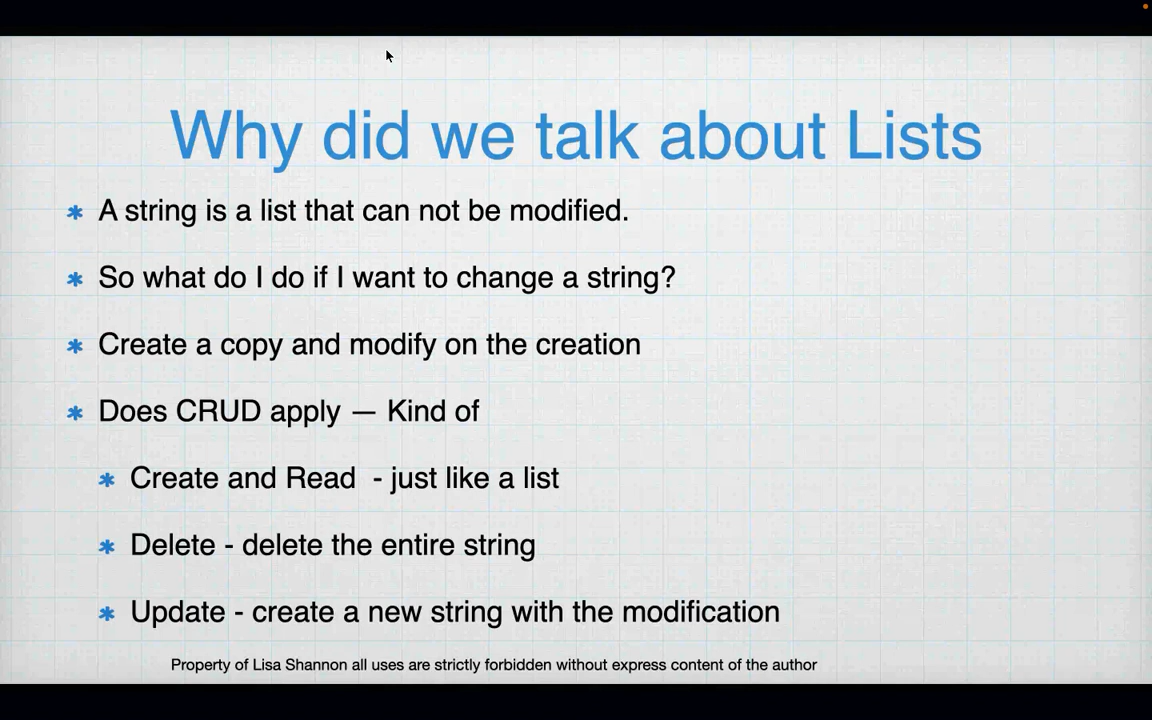 Why did we talk about Lists
* A string is a list that can not be modified.
* So what do I do if I want to change a string?
* Create a copy and modify on the creation
* Does CRUD apply — Kind of
* Create and Read  - just like a list
* Delete - delete the entire string
* Update - create a new string with the modification
Property of Lisa Shannon all uses are strictly forbidden without express content of the author